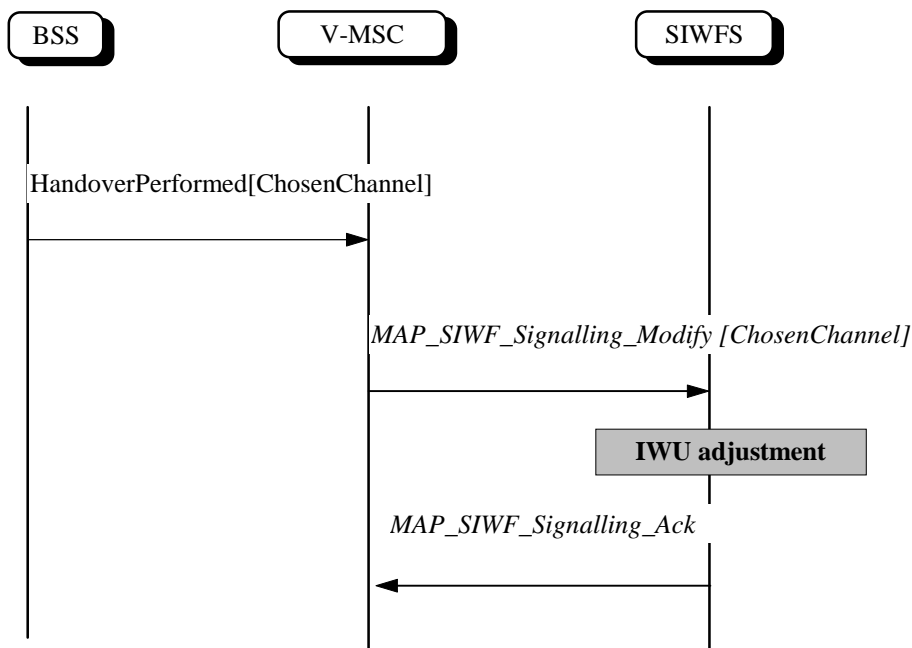 BSS
V-MSC
SIWFS
HandoverPerformed[ChosenChannel]
MAP_SIWF_Signalling_Modify [ChosenChannel]
IWU adjustment
MAP_SIWF_Signalling_Ack